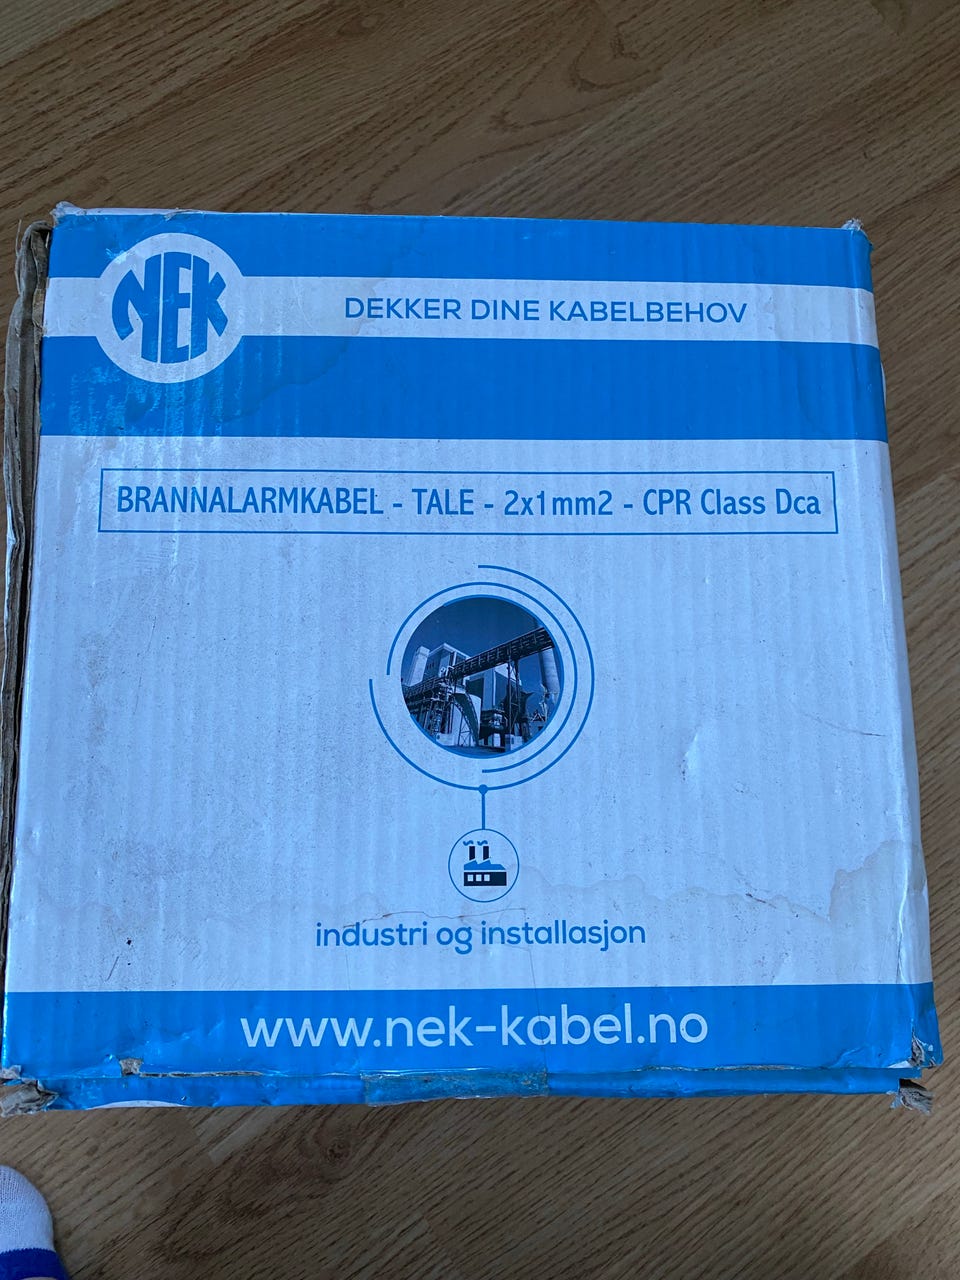 NEK
DEKKER DINE KABELBEHOV
BRANNALARMKABEL - TALE - 2x1mm2 - CPR Class Dca
industri og installasjon
www.nek-kabel.no